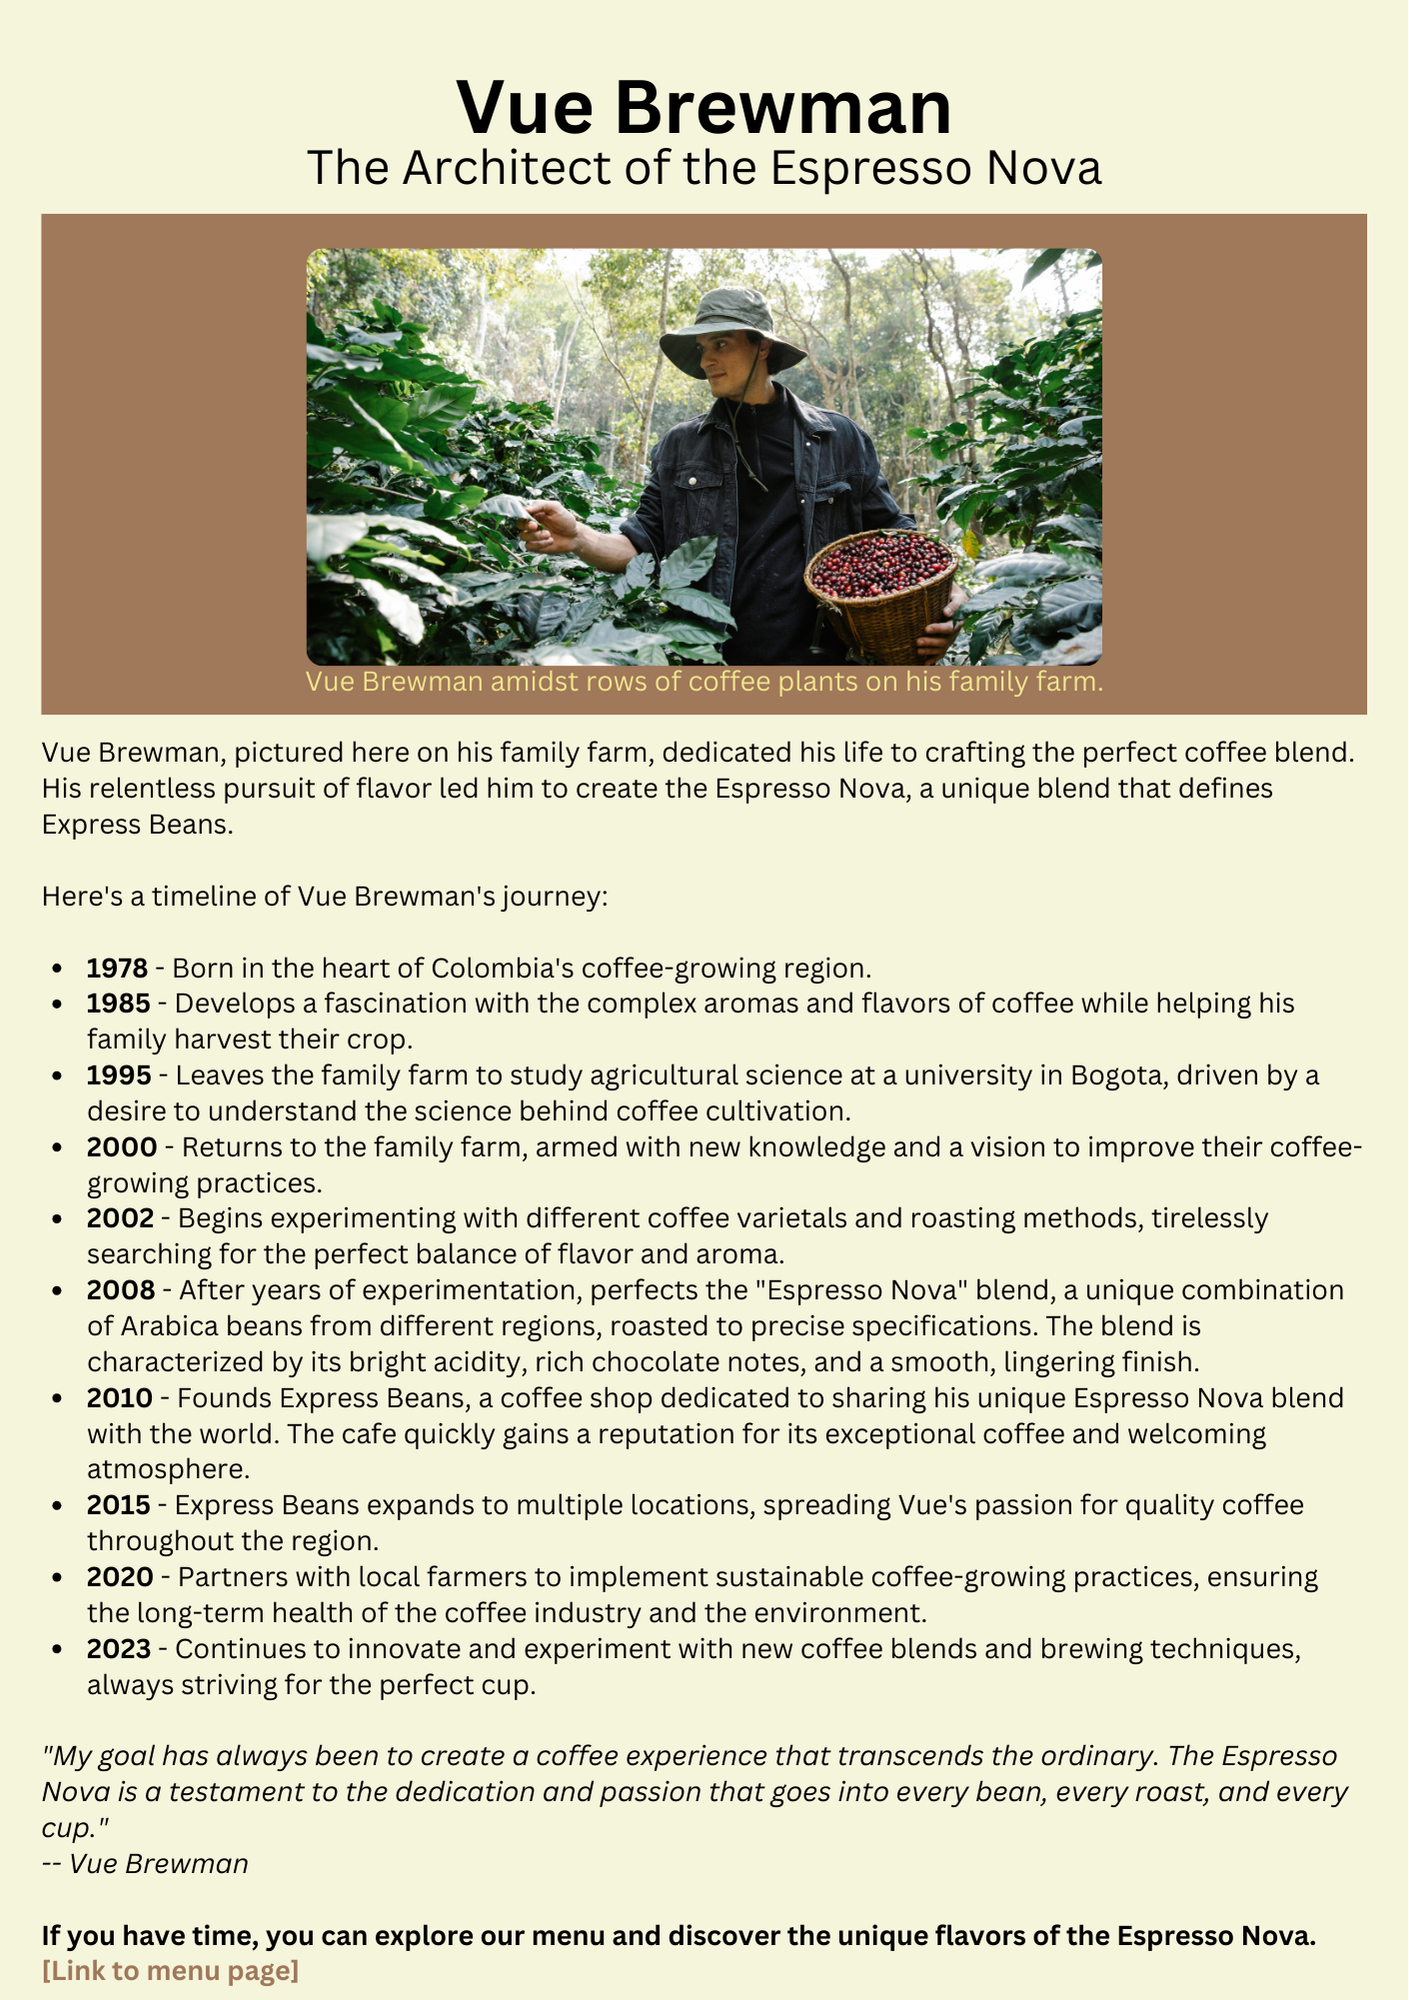 Vue Brewman
The Architect of the Espresso Nova
Vue Brewman amidst rows of coffee plants on his family farm.
Vue Brewman, pictured here on his family farm, dedicated his life to crafting the perfect coffee blend.
His relentless pursuit of flavor led him to create the Espresso Nova, a unique blend that defines
Express Beans.
Here's a timeline of Vue Brewman's journey:
• 1978 - Born in the heart of Colombia's coffee-growing region.
• 1985 - Develops a fascination with the complex aromas and flavors of coffee while helping his
family harvest their crop.
• 1995 - Leaves the family farm to study agricultural science at a university in Bogota, driven by a
desire to understand the science behind coffee cultivation.
• 2000 - Returns to the family farm, armed with new knowledge and a vision to improve their coffee-
growing practices.
• 2002 - Begins experimenting with different coffee varietals and roasting methods, tirelessly
searching for the perfect balance of flavor and aroma.
• 2008 - After years of experimentation, perfects the "Espresso Nova" blend, a unique combination
of Arabica beans from different regions, roasted to precise specifications. The blend is
characterized by its bright acidity, rich chocolate notes, and a smooth, lingering finish.
• 2010 - Founds Express Beans, a coffee shop dedicated to sharing his unique Espresso Nova blend
with the world. The cafe quickly gains a reputation for its exceptional coffee and welcoming
atmosphere.
• 2015 - Express Beans expands to multiple locations, spreading Vue's passion for quality coffee
throughout the region.
• 2020 - Partners with local farmers to implement sustainable coffee-growing practices, ensuring
the long-term health of the coffee industry and the environment.
• 2023 - Continues to innovate and experiment with new coffee blends and brewing techniques,
always striving for the perfect cup.
"My goal has always been to create a coffee experience that transcends the ordinary. The Espresso
Nova is a testament to the dedication and passion that goes into every bean, every roast, and every
cup."
-- Vue Brewman
If you have time, you can explore our menu and discover the unique flavors of the Espresso Nova.
[Link to menu page]